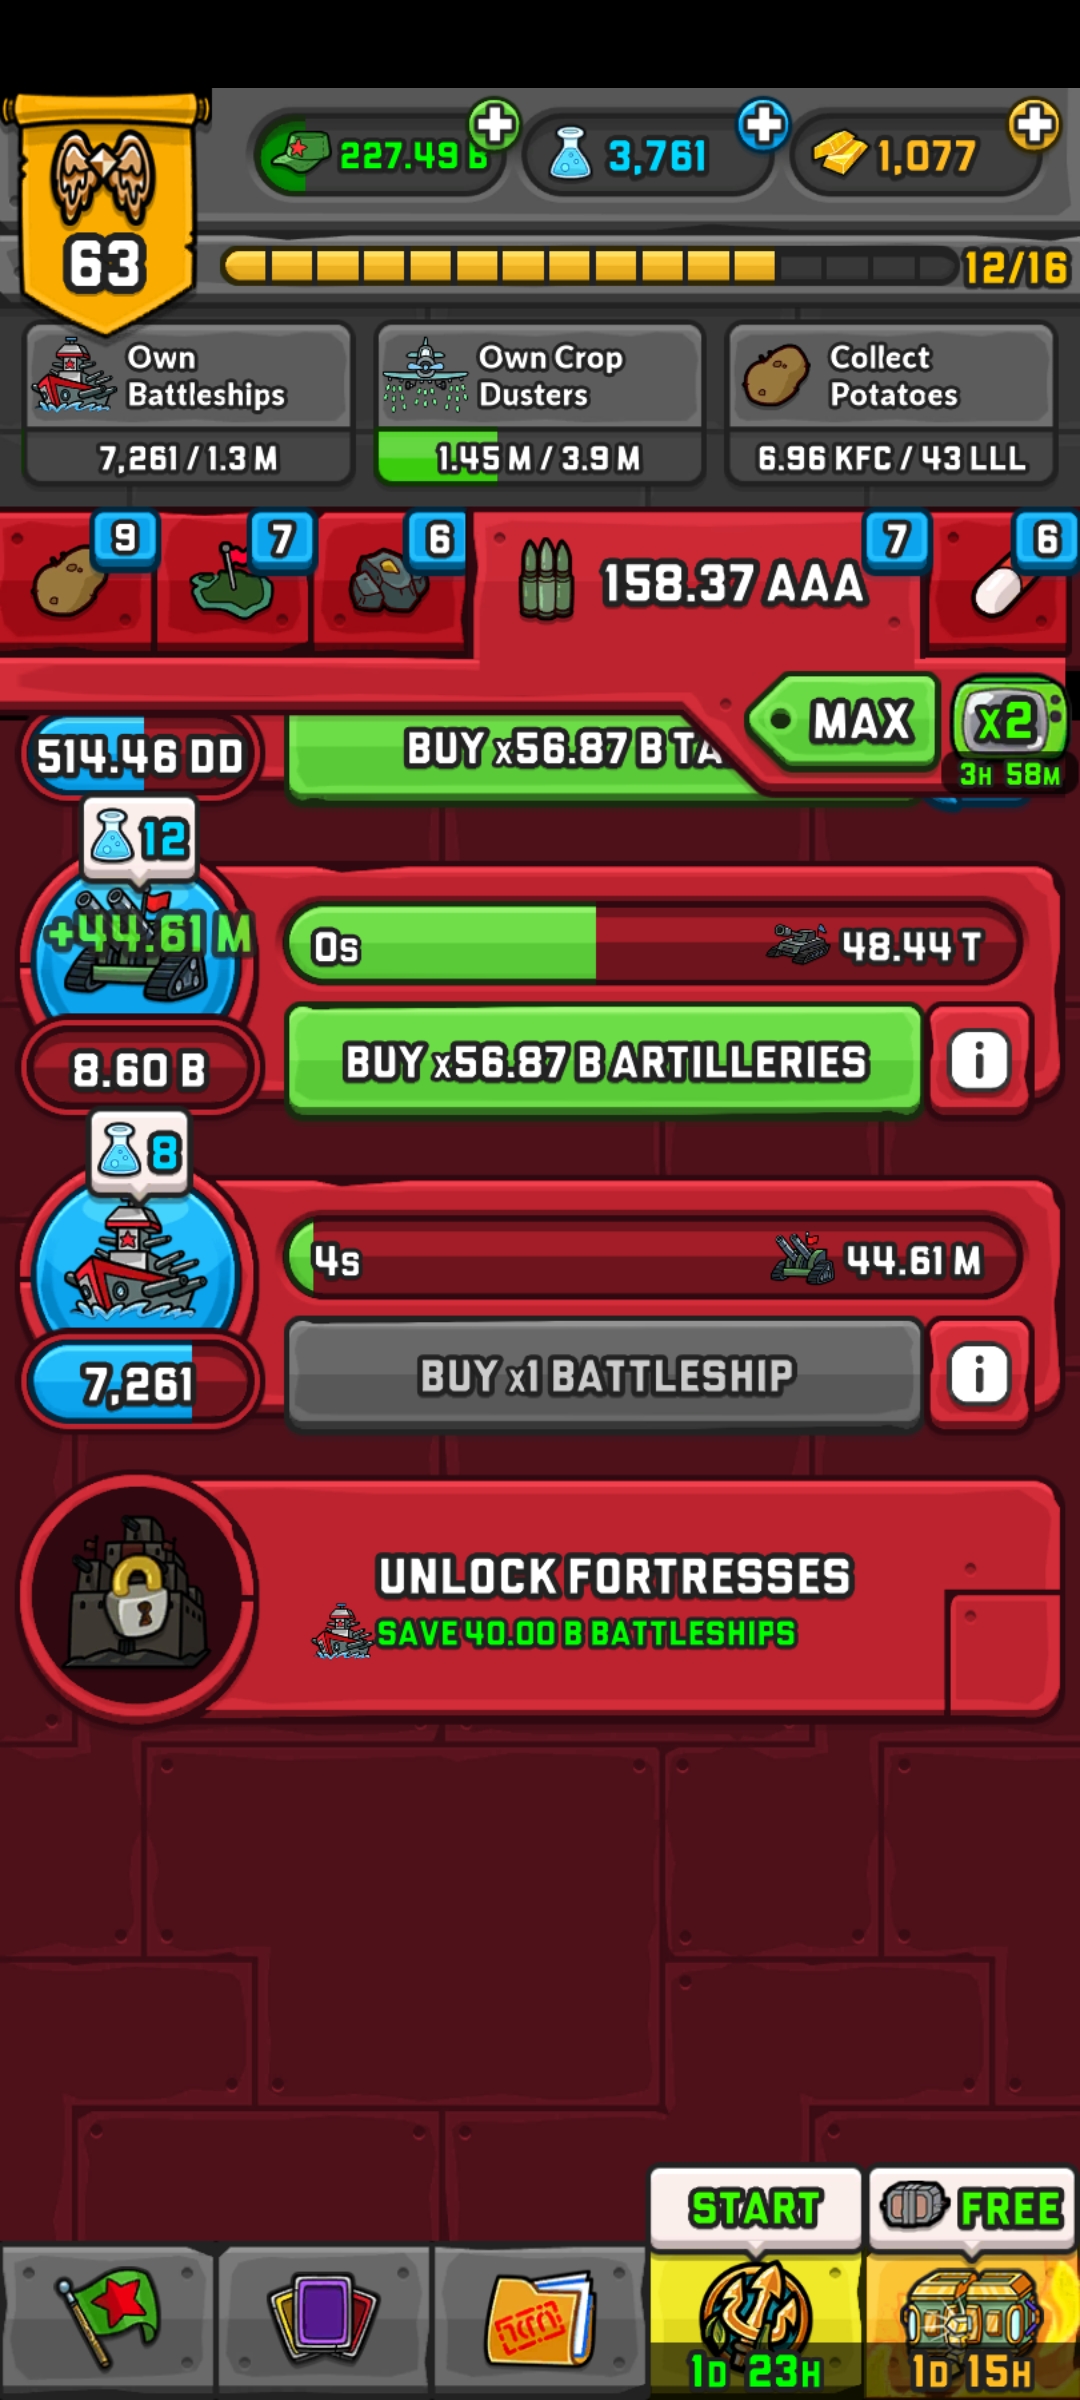 227.49 B
3,761
1,077
63
12/16
Own Battleships
7,261 / 1.3 M
Own Crop Dusters
1.45 M / 3.9 M
Collect Potatoes
6.96 KFC / 43 LLL
9
7
6
158.37 AAA
7
6
MAX
x2
3H 58M
514.46 DD
BUY x56.87 B TA
12
+44.61 M
0s
48.44 T
8.60 B
BUY x56.87 B ARTILLERIES
i
8
4s
44.61 M
7,261
BUY x1 BATTLESHIP
i
UNLOCK FORTRESSES
SAVE 40.00 B BATTLESHIPS
START
FREE
1D 23H
1D 15H